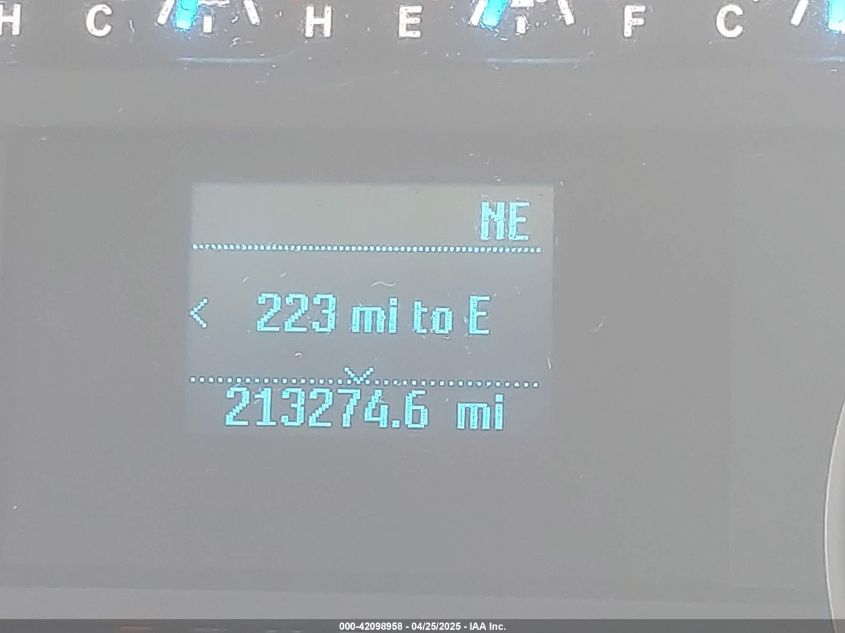 H C H E F C
NE
< 223 mi to E
213274.6 mi
000-42098958 - 04/25/2025 - IAA Inc.